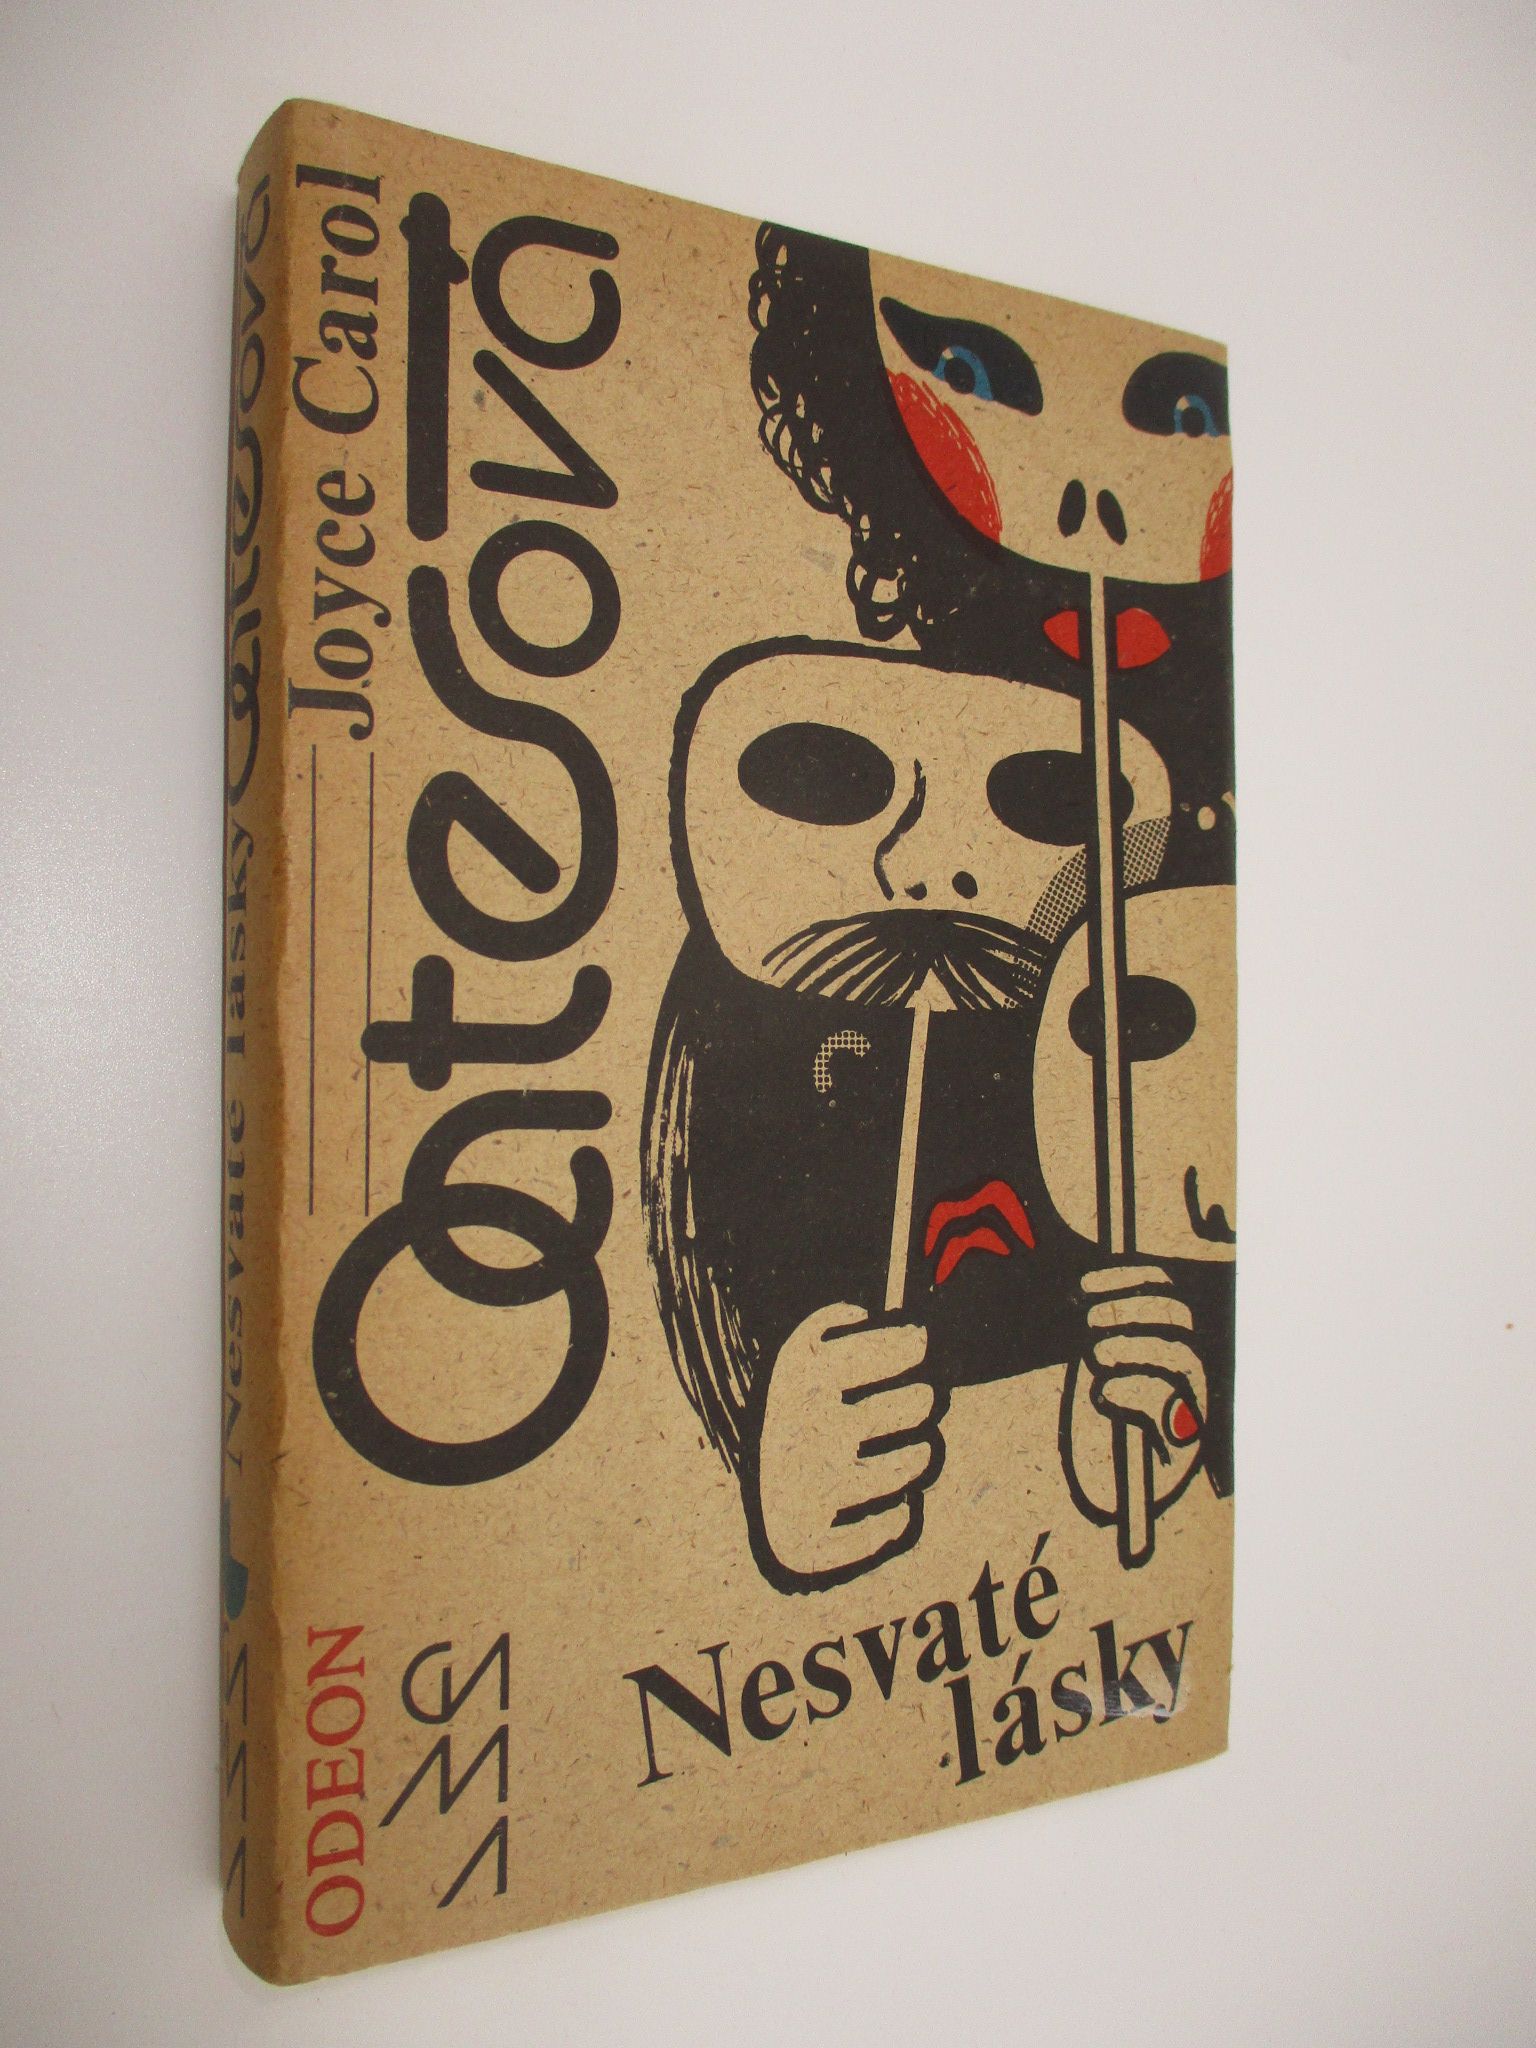 Joyce Carol
Oatesová
Nesvaté
lásky
ODEON
Nesvaté lásky Oatesová